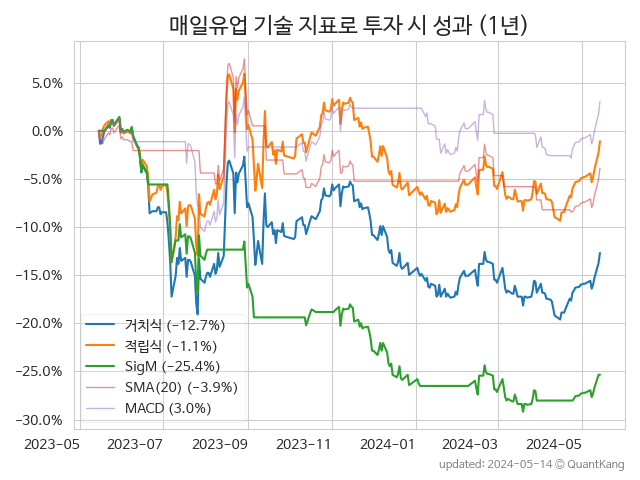 매일유업 기술 지표로 투자 시 성과 (1년)
5.0%
0.0%
−5.0%
−10.0%
−15.0%
−20.0%
−25.0%
−30.0%
거치식 (−12.7%)
적립식 (−1.1%)
SigM (−25.4%)
SMA(20) (−3.9%)
MACD (3.0%)
2023-05 2023-07 2023-09 2023-11 2024-01 2024-03 2024-05
updated: 2024-05-14 ⓒ QuantKang